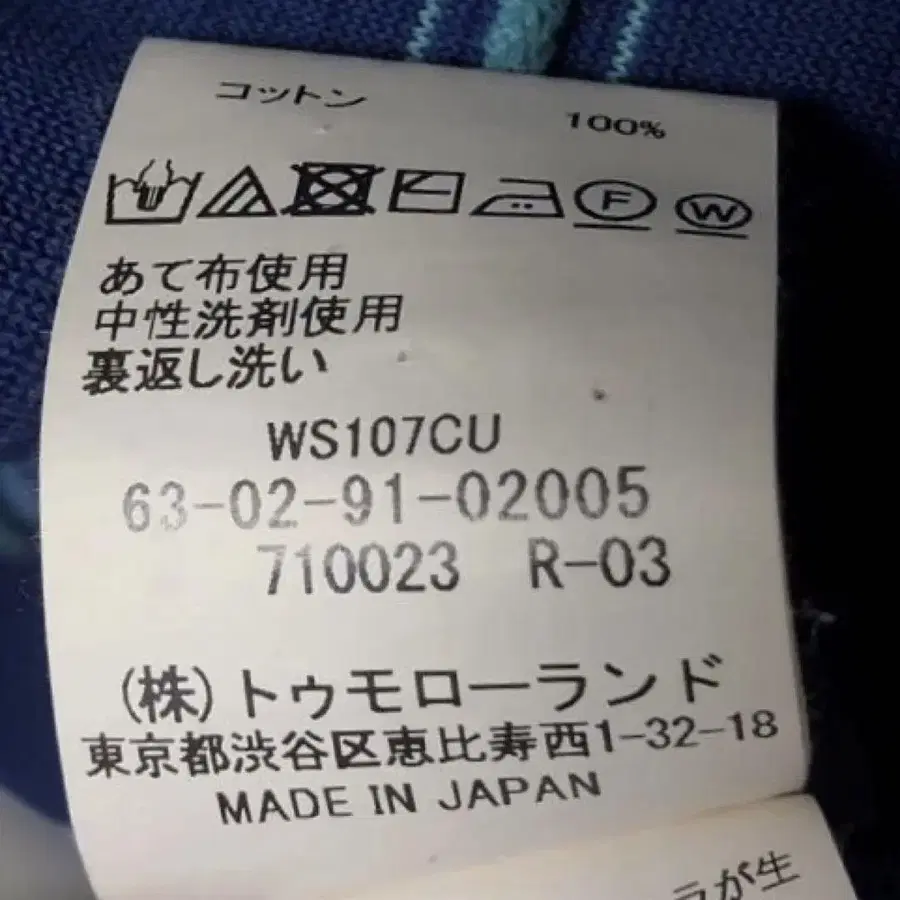 コットン 100%
F W
あて布使用
中性洗剤使用
裏返し洗い
WS107CU
63-02-91-02005
710023 R-03
(株)トゥモローランド
東京都渋谷区恵比寿西1-32-18
MADE IN JAPAN
ラが生